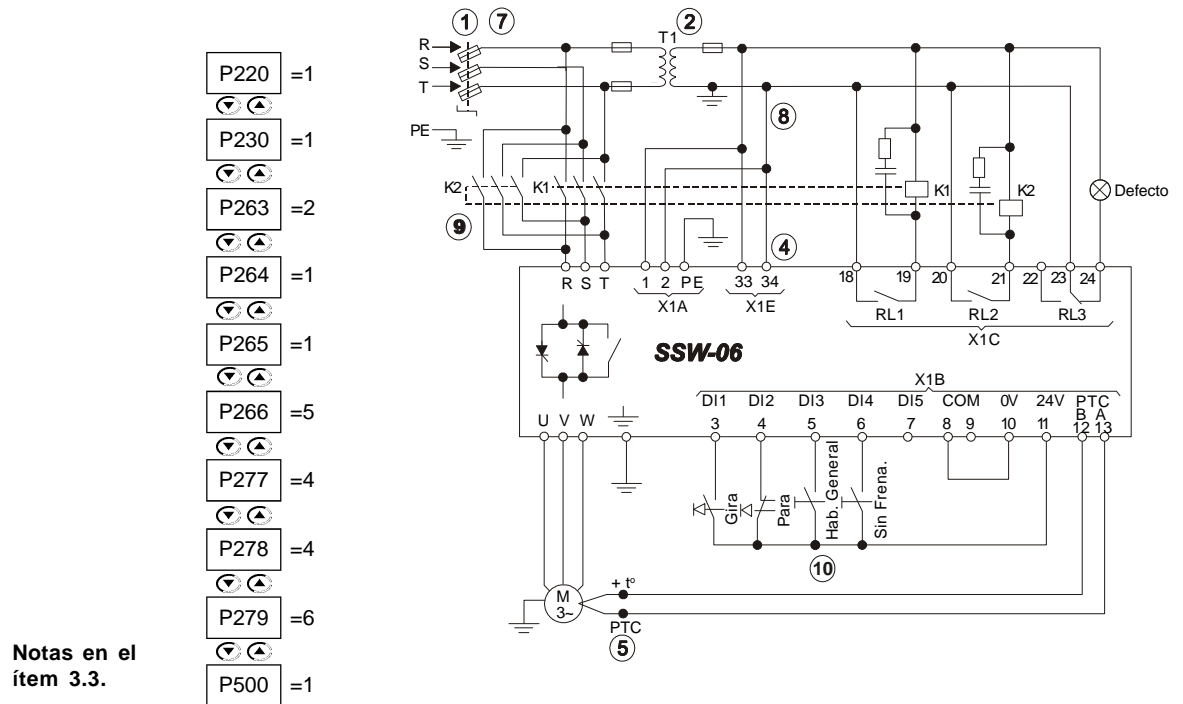 P220 =1
P230 =1
P263 =2
P264 =1
P265 =1
P266 =5
P277 =4
P278 =4
P279 =6
P500 =1
Notas en el
ítem 3.3.
1 7 2
T1
R
S
T
8
PE
K2 K1 K1 K2 Defecto
9 4
R S T 1 2 PE 33 34 18 19 20 21 22 23 24
X1A X1E RL1 RL2 RL3
X1C
SSW-06
X1B
DI1 DI2 DI3 DI4 DI5 COM 0V 24V PTC
B A
U V W 3 4 5 6 7 8 9 10 11 12 13
Gira
Para
Hab. General
Sin Frena.
10
+ tº
M
3~
PTC
5